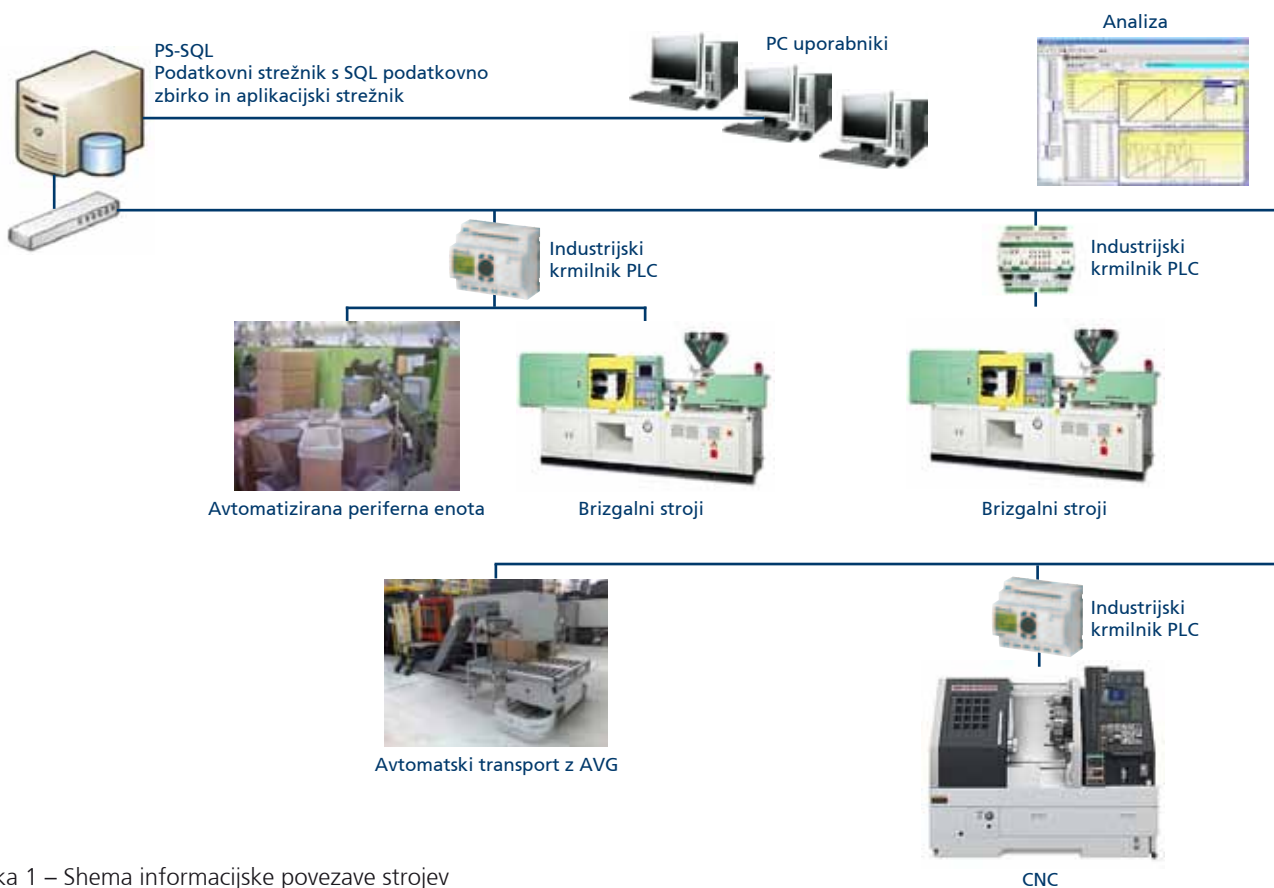 Analiza
PS-SQL
Podatkovni strežnik s SQL podatkovno
zbirko in aplikacijski strežnik
PC uporabniki
Industrijski
krmilnik PLC
Industrijski
krmilnik PLC
Avtomatizirana periferna enota
Brizgalni stroji
Brizgalni stroji
Industrijski
krmilnik PLC
Avtomatski transport z AVG
CNC
ka 1 – Shema informacijske povezave strojev